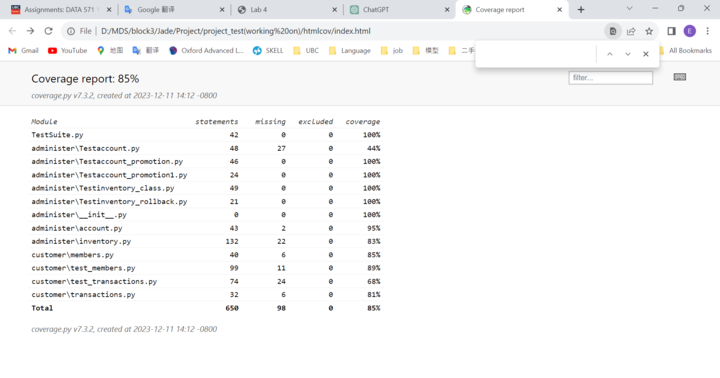 Assignments: DATA 571
Google 翻译
Lab 4
ChatGPT
Coverage report
File D:/MDS/block3/Jade/Project/project_test(working%20on)/htmlcov/index.html
E
Gmail YouTube 地图 翻译 Oxford Advanced L... SKELL UBC Language job 模型 二手 All Bookmarks
Coverage report: 85%
filter...
coverage.py v7.3.2, created at 2023-12-11 14:12 -0800
Module statements missing excluded coverage
TestSuite.py 42 0 0 100%
administer\Testaccount.py 48 27 0 44%
administer\Testaccount_promotion.py 46 0 0 100%
administer\Testaccount_promotion1.py 24 0 0 100%
administer\Testinventory_class.py 49 0 0 100%
administer\Testinventory_rollback.py 21 0 0 100%
administer\__init__.py 0 0 0 100%
administer\account.py 43 2 0 95%
administer\inventory.py 132 22 0 83%
customer\members.py 40 6 0 85%
customer\test_members.py 99 11 0 89%
customer\test_transactions.py 74 24 0 68%
customer\transactions.py 32 6 0 81%
Total 650 98 0 85%
coverage.py v7.3.2, created at 2023-12-11 14:12 -0800